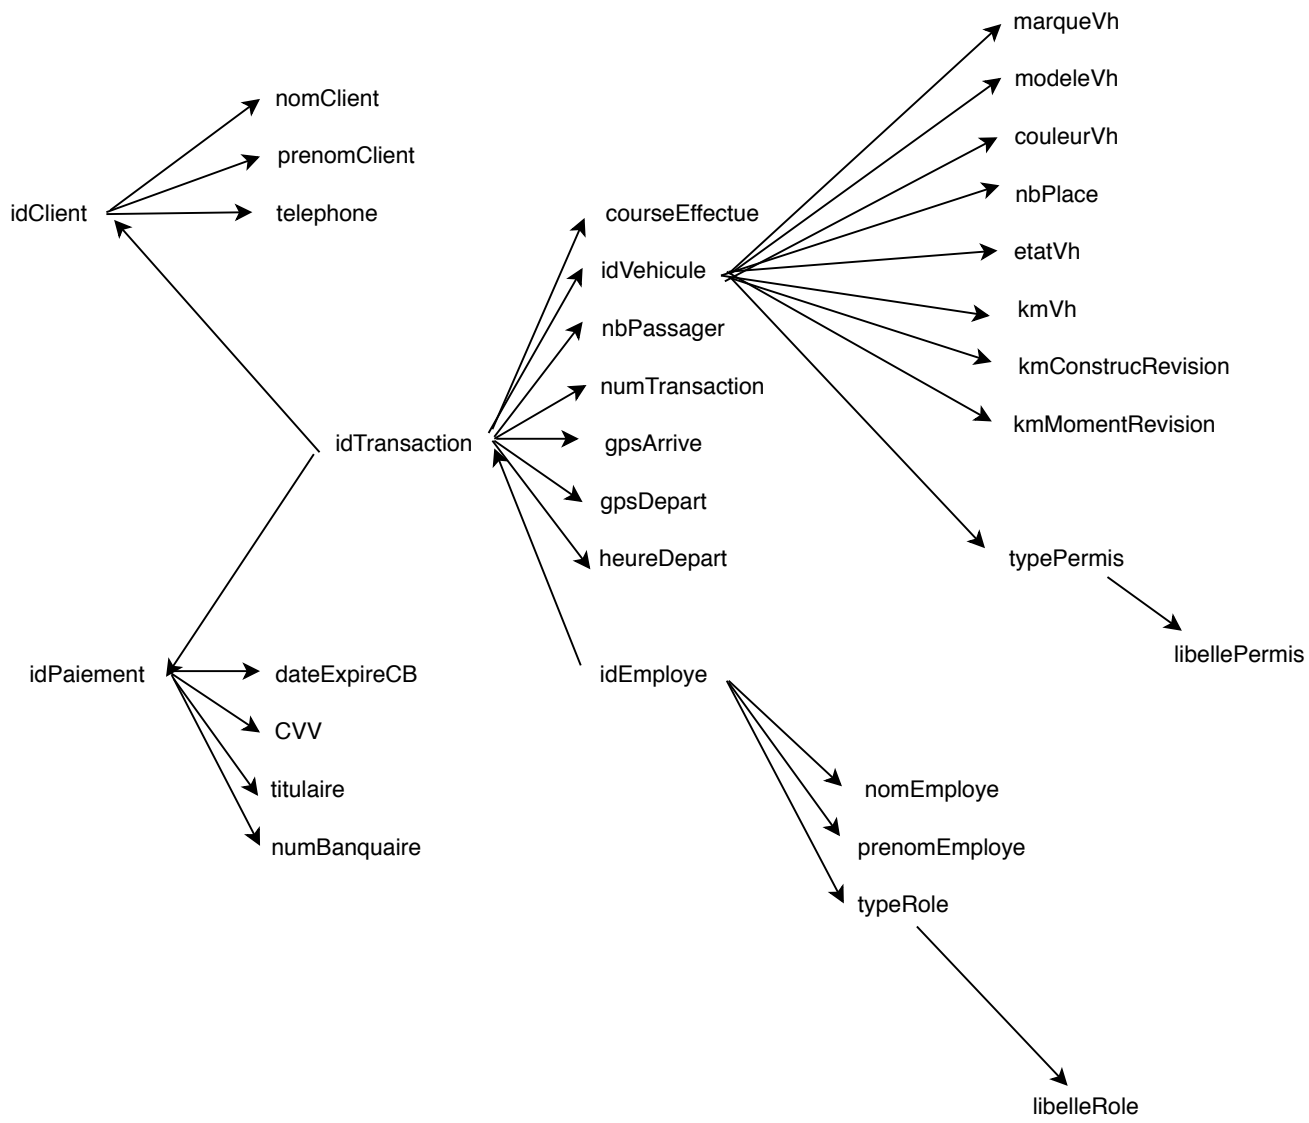 marqueVh
modeleVh
nomClient
couleurVh
prenomClient
nbPlace
idClient
telephone
courseEffectue
etatVh
idVehicule
kmVh
nbPassager
kmConstrucRevision
numTransaction
kmMomentRevision
idTransaction
gpsArrive
gpsDepart
heureDepart
typePermis
libellePermis
idPaiement
dateExpireCB
idEmploye
CVV
titulaire
nomEmploye
numBanquaire
prenomEmploye
typeRole
libelleRole